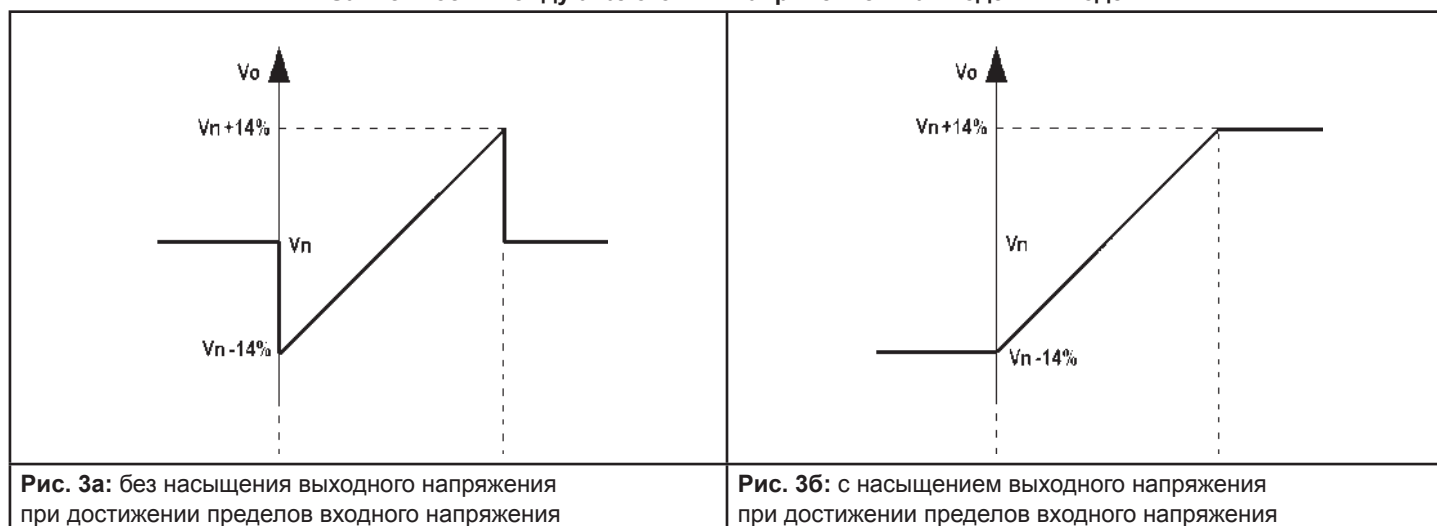 Vo
Vn+14%
Vn
Vn-14%
Vo
Vn+14%
Vn
Vn-14%
Рис. 3а: без насыщения выходного напряжения
при достижении пределов входного напряжения
Рис. 3б: с насыщением выходного напряжения
при достижении пределов входного напряжения